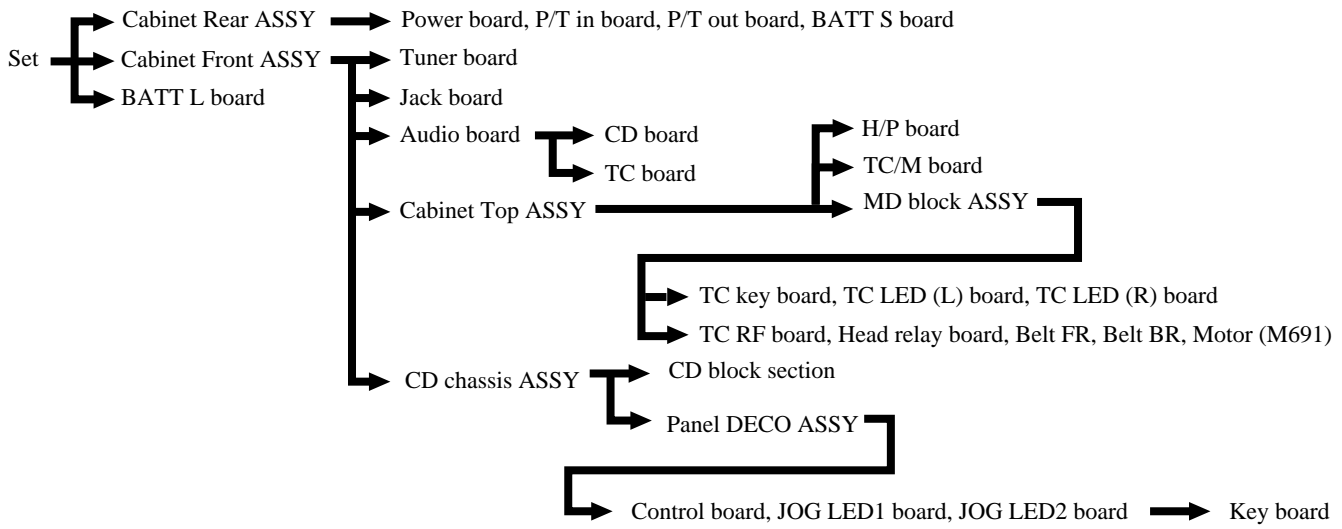 Cabinet Rear ASSY
Power board, P/T in board, P/T out board, BATT S board
Set
Cabinet Front ASSY
Tuner board
BATT L board
Jack board
Audio board
CD board
H/P board
TC board
TC/M board
Cabinet Top ASSY
MD block ASSY
TC key board, TC LED (L) board, TC LED (R) board
TC RF board, Head relay board, Belt FR, Belt BR, Motor (M691)
CD chassis ASSY
CD block section
Panel DECO ASSY
Control board, JOG LED1 board, JOG LED2 board
Key board